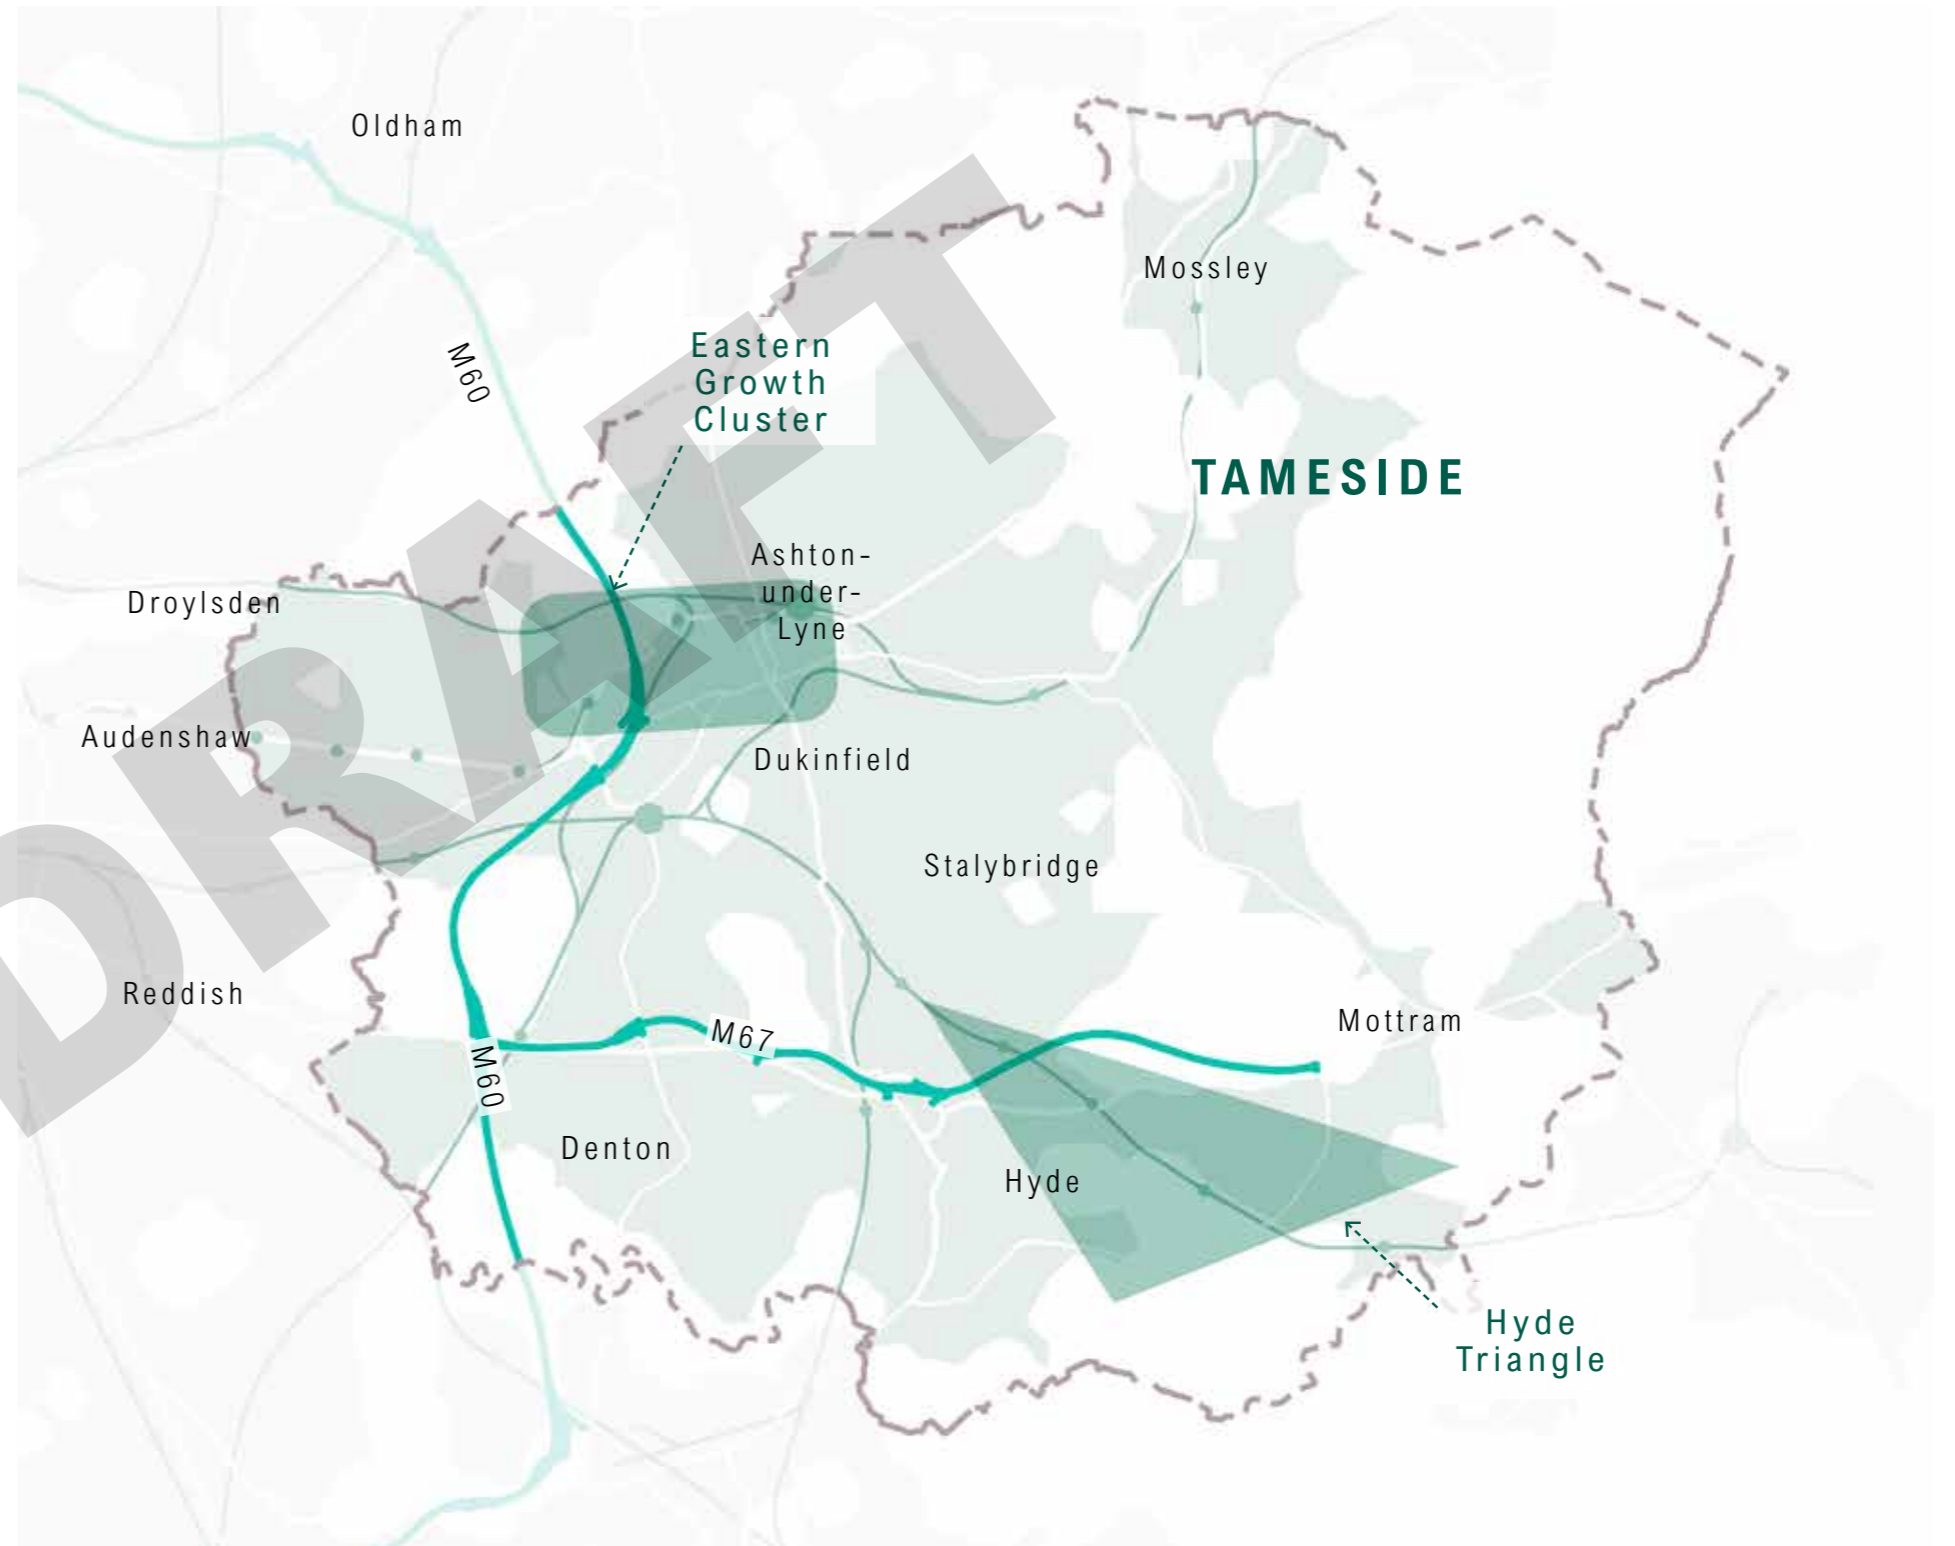 Oldham
Mossley
M60
Eastern
Growth
Cluster
TAMESIDE
Ashton-
under-
Lyne
Droylsden
Audenshaw
Dukinfield
Stalybridge
DRAFT
Reddish
Mottram
M67
M60
Denton
Hyde
Hyde
Triangle